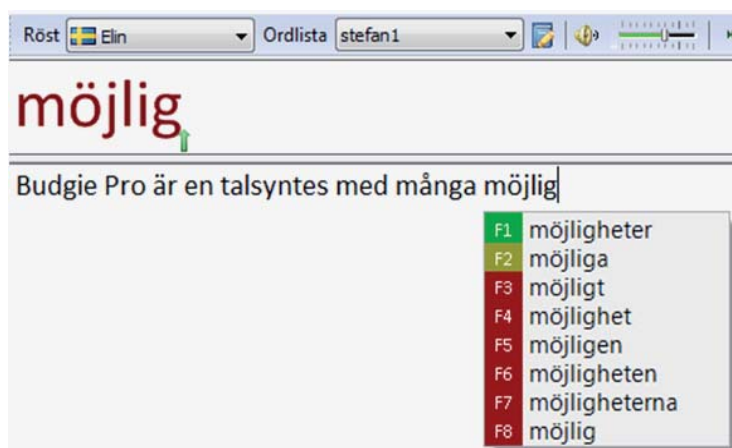 Röst Elin Ordlista stefan1
möjlig
Budgie Pro är en talsyntes med många möjlig
F1 möjligheter
F2 möjliga
F3 möjligt
F4 möjlighet
F5 möjligen
F6 möjligheten
F7 möjligheterna
F8 möjlig